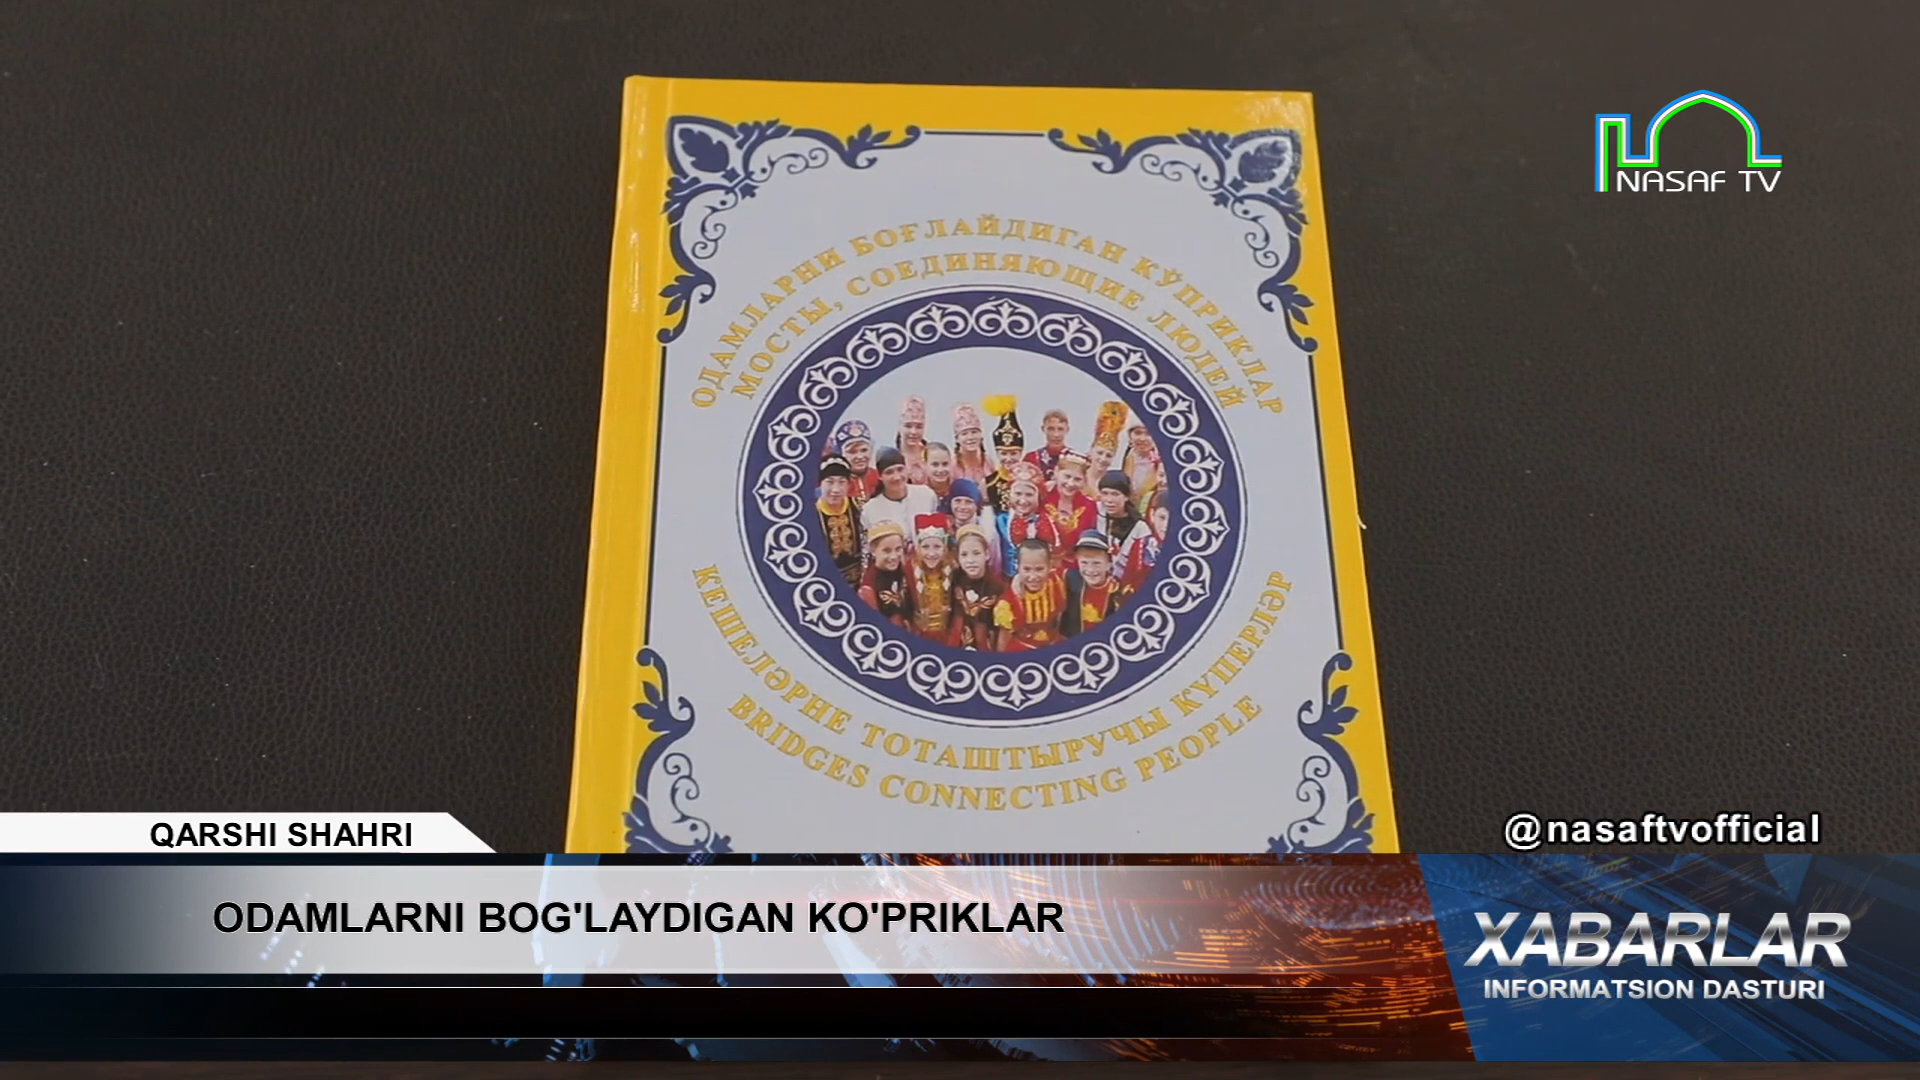 NASAF TV
ОДАМЛАРНИ БОҒЛАЙДИГАН КЎПРИКЛАР
МОСТЫ, СОЕДИНЯЮЩИЕ ЛЮДЕЙ
КЕШЕЛӘРНЕ ТОТАШТЫРУЧЫ КҮПЕРЛӘР
BRIDGES CONNECTING PEOPLE
@nasaftvofficial
QARSHI SHAHRI
ODAMLARNI BOG'LAYDIGAN KO'PRIKLAR
XABARLAR
INFORMATSION DASTURI